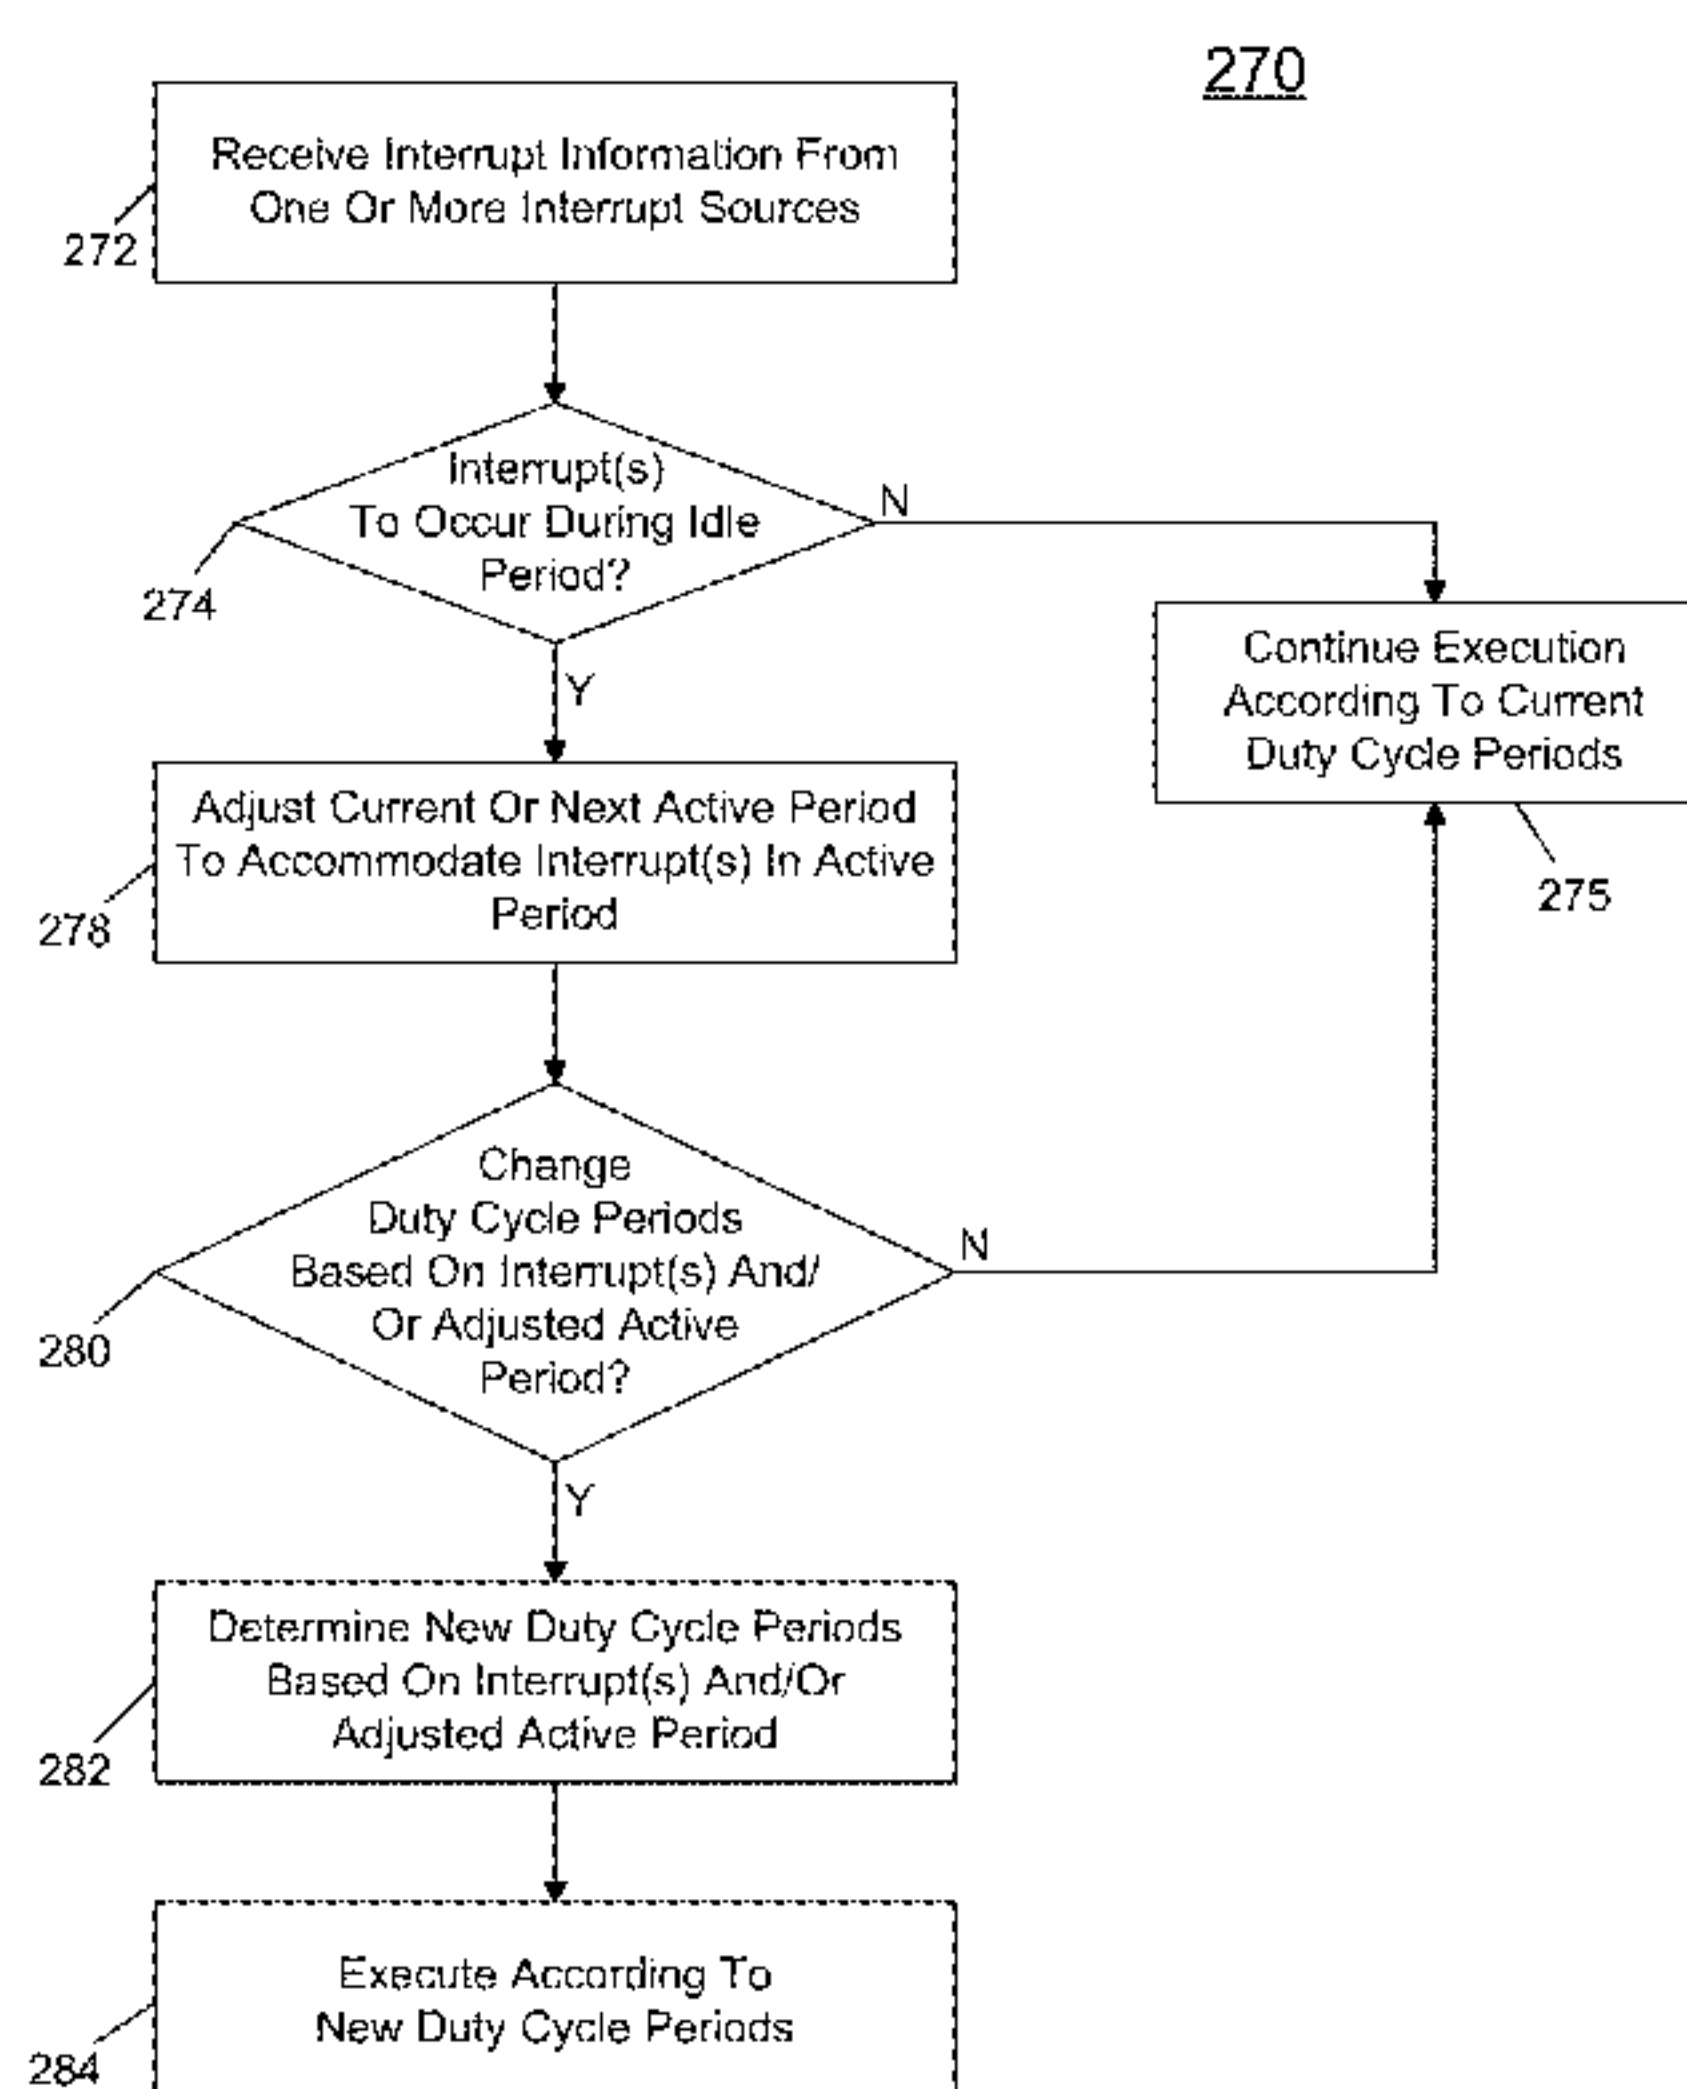 270
Receive Interrupt Information From
One Or More Interrupt Sources
272
Interrupt(s)
To Occur During Idle
Period?
N
274
Y
Continue Execution
According To Current
Duty Cycle Periods
275
Adjust Current Or Next Active Period
To Accommodate Interrupt(s) In Active
Period
278
Change
Duty Cycle Periods
Based On Interrupt(s) And/
Or Adjusted Active
Period?
N
280
Y
Determine New Duty Cycle Periods
Based On Interrupt(s) And/Or
Adjusted Active Period
282
Execute According To
New Duty Cycle Periods
284